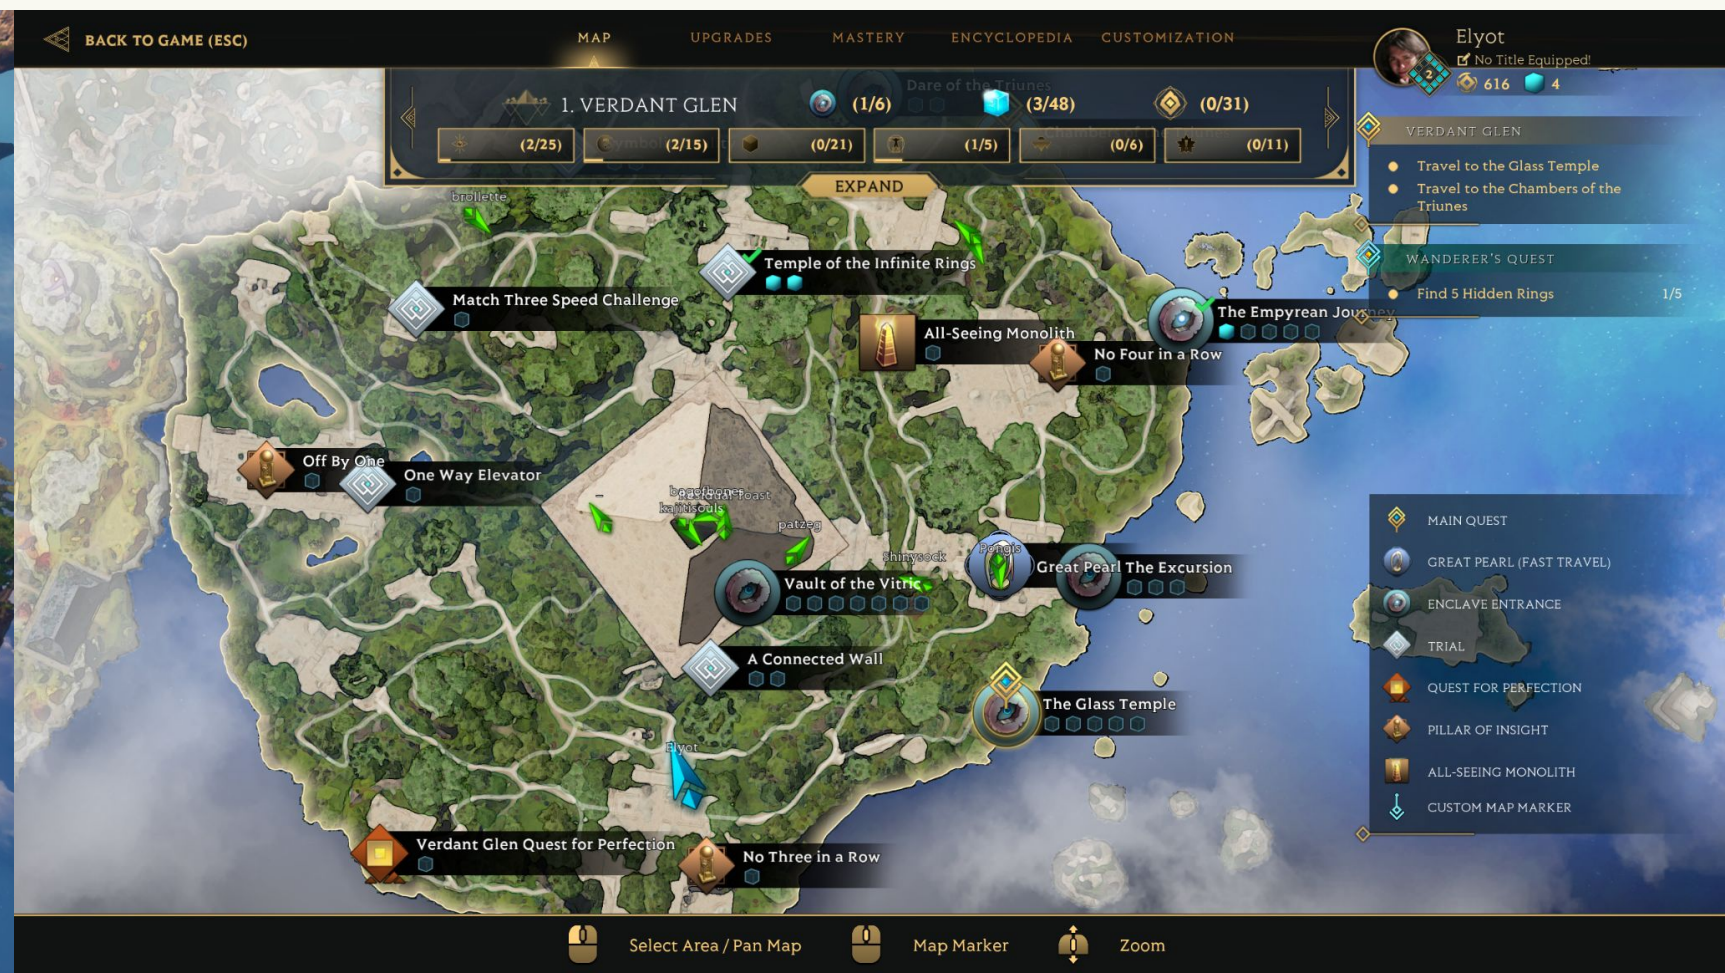 BACK TO GAME (ESC)
MAP
UPGRADES
MASTERY
ENCYCLOPEDIA
CUSTOMIZATION
Elyot
No Title Equipped!
2
616
4
Dare of the Triunes
1. VERDANT GLEN
(1/6)
(3/48)
(0/31)
(2/25)
(2/15)
(0/21)
(1/5)
(0/6)
(0/11)
EXPAND
VERDANT GLEN
Travel to the Glass Temple
Travel to the Chambers of the
Triunes
WANDERER'S QUEST
Find 5 Hidden Rings
1/5
brollette
Temple of the Infinite Rings
Match Three Speed Challenge
The Empyrean Journey
All-Seeing Monolith
No Four in a Row
Off By One
One Way Elevator
kajitisouls
patzeg
Shinysock
Pongis
Great Pearl
The Excursion
Vault of the Vitric
A Connected Wall
The Glass Temple
Elyot
Verdant Glen Quest for Perfection
No Three in a Row
MAIN QUEST
GREAT PEARL (FAST TRAVEL)
ENCLAVE ENTRANCE
TRIAL
QUEST FOR PERFECTION
PILLAR OF INSIGHT
ALL-SEEING MONOLITH
CUSTOM MAP MARKER
Select Area / Pan Map
Map Marker
Zoom